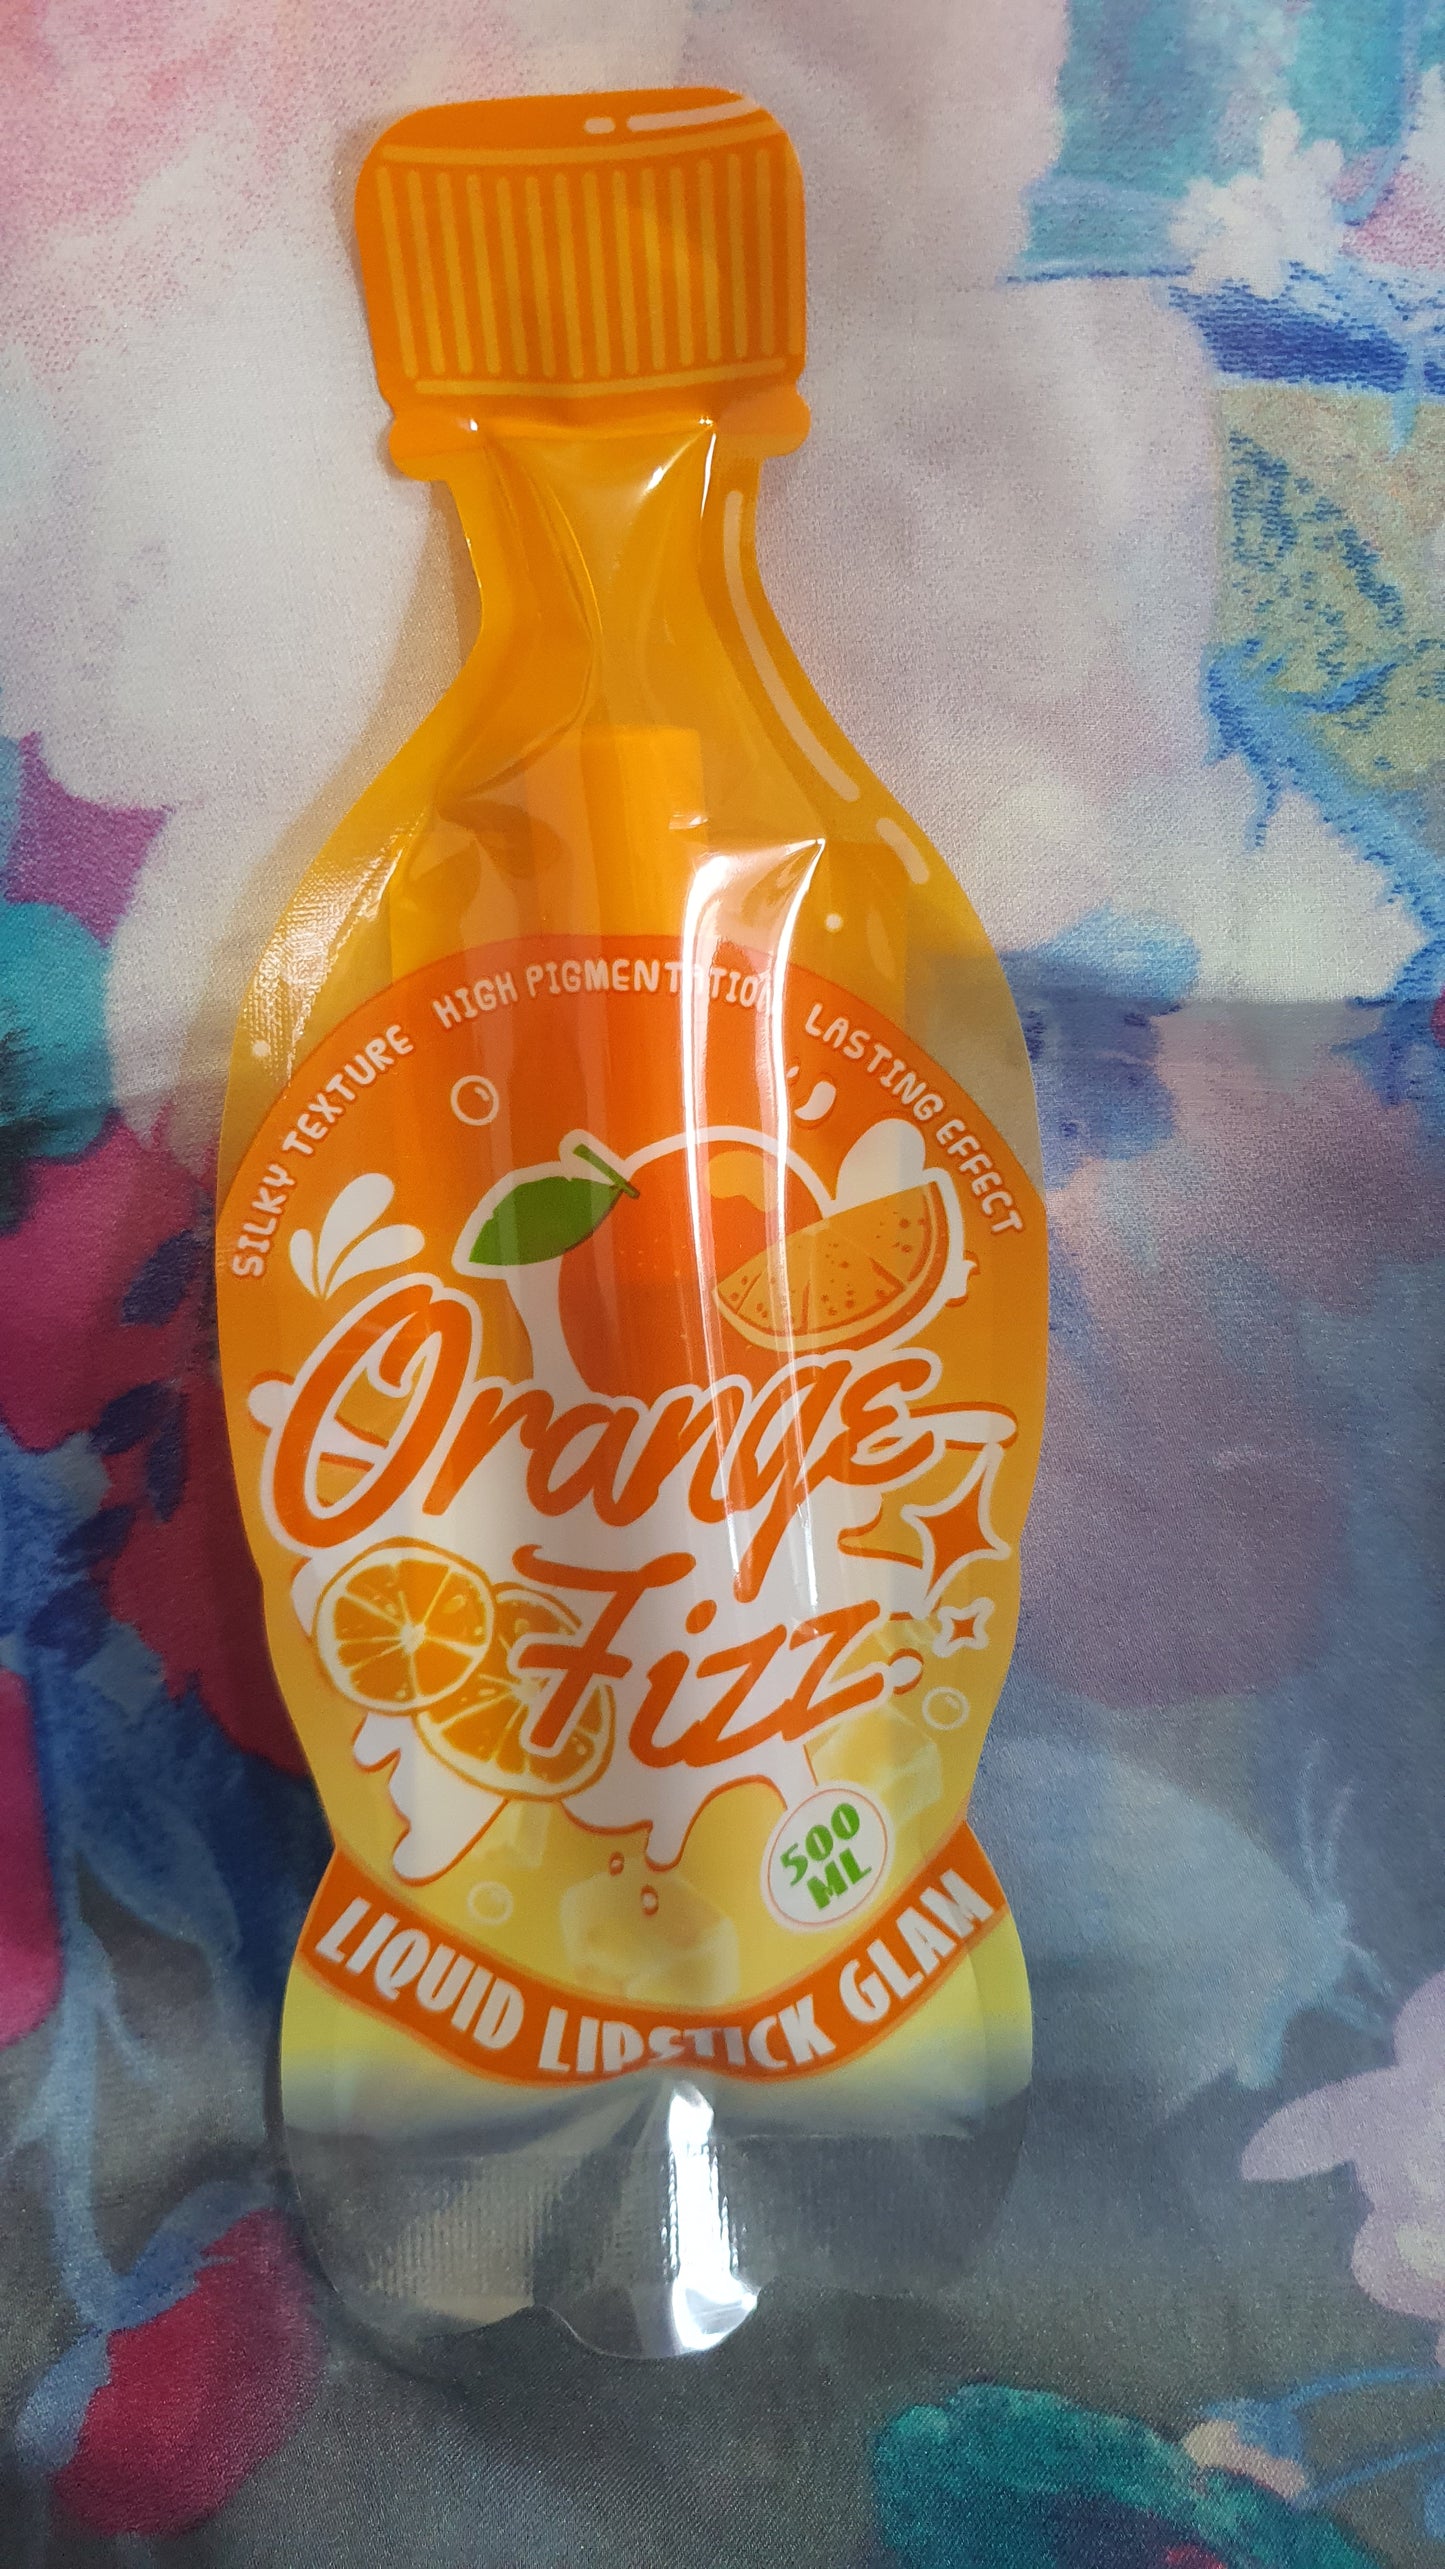 SILKY TEXTURE HIGH PIGMENTATION LASTING EFFECT
Orange
Fizz
500
ML
LIQUID LIPSTICK GLAM